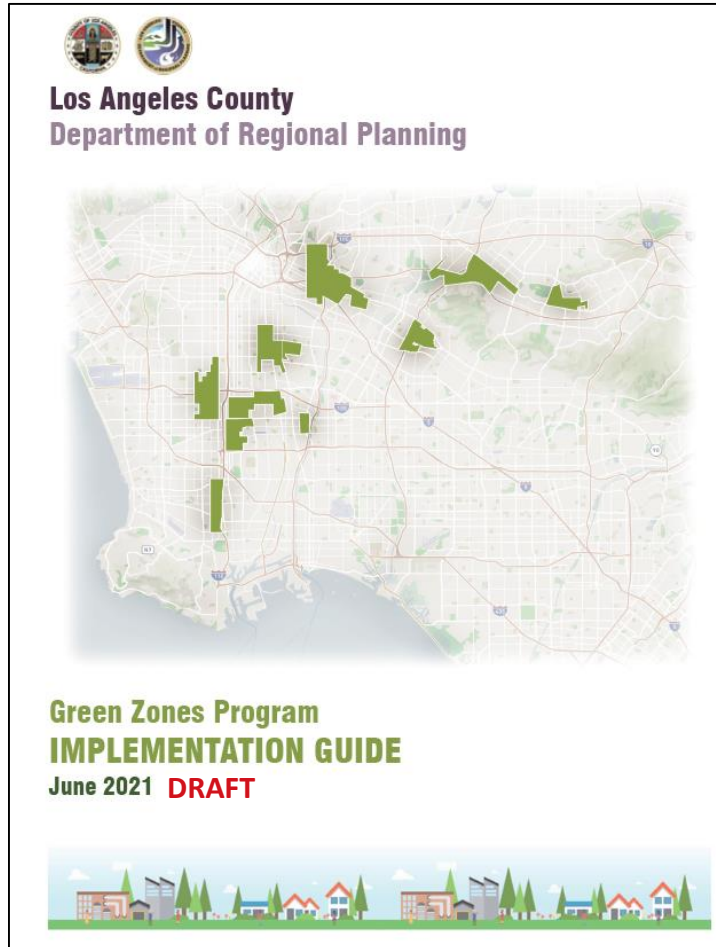 Los Angeles County
Department of Regional Planning
Green Zones Program
IMPLEMENTATION GUIDE
June 2021 DRAFT